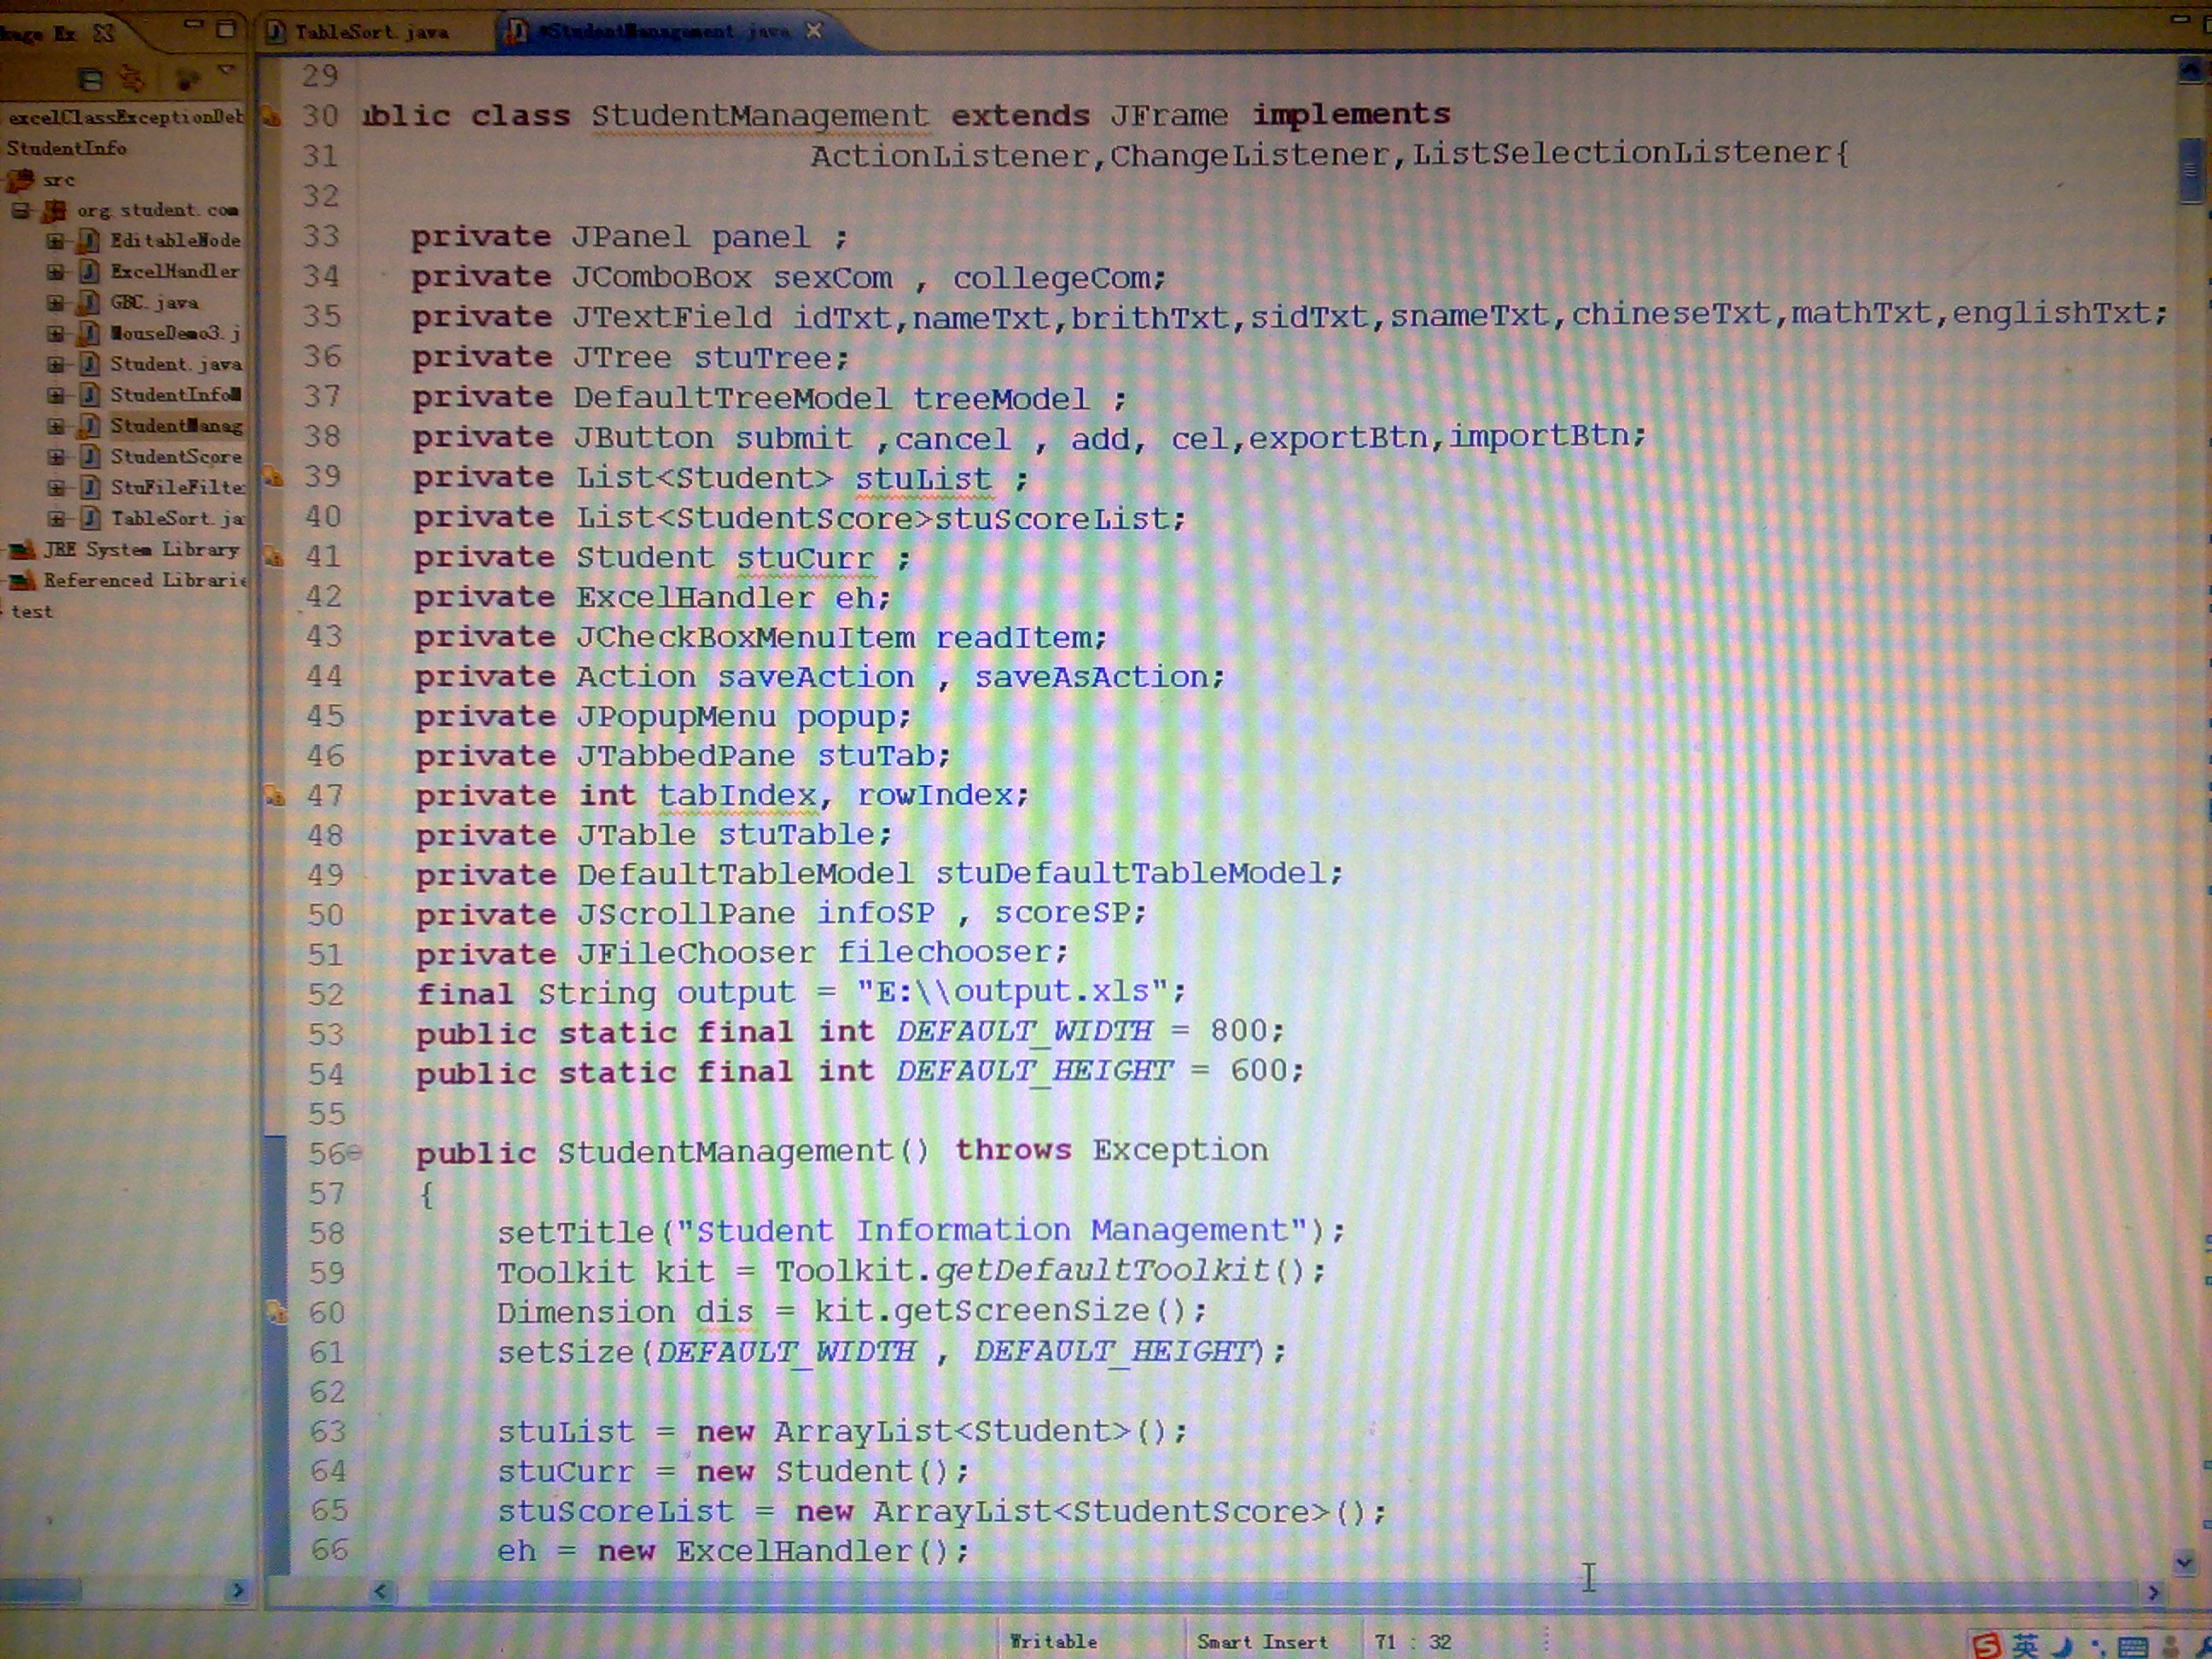 TableSort.java
*StudentManagement.java
excelClassExceptionDeb
StudentInfo
src
org.student.com
EditableNode
ExcelHandler
GBC.java
MouseDemo3.j
Student.java
StudentInfoM
StudentManag
StudentScore
StuFileFilte
TableSort.ja
JRE System Library
Referenced Librarie
test
29
30 ublic class StudentManagement extends JFrame implements
31 ActionListener,ChangeListener,ListSelectionListener{
32
33 private JPanel panel ;
34 private JComboBox sexCom , collegeCom;
35 private JTextField idTxt,nameTxt,brithTxt,sidTxt,snameTxt,chineseTxt,mathTxt,englishTxt;
36 private JTree stuTree;
37 private DefaultTreeModel treeModel ;
38 private JButton submit ,cancel , add, cel,exportBtn,importBtn;
39 private List<Student> stuList ;
40 private List<StudentScore>stuScoreList;
41 private Student stuCurr ;
42 private ExcelHandler eh;
43 private JCheckBoxMenuItem readItem;
44 private Action saveAction , saveAsAction;
45 private JPopupMenu popup;
46 private JTabbedPane stuTab;
47 private int tabIndex, rowIndex;
48 private JTable stuTable;
49 private DefaultTableModel stuDefaultTableModel;
50 private JScrollPane infoSP , scoreSP;
51 private JFileChooser filechooser;
52 final String output = "E:\\output.xls";
53 public static final int DEFAULT_WIDTH = 800;
54 public static final int DEFAULT_HEIGHT = 600;
55
56 public StudentManagement() throws Exception
57 {
58 setTitle("Student Information Management");
59 Toolkit kit = Toolkit.getDefaultToolkit();
60 Dimension dis = kit.getScreenSize();
61 setSize(DEFAULT_WIDTH , DEFAULT_HEIGHT);
62
63 stuList = new ArrayList<Student>();
64 stuCurr = new Student();
65 stuScoreList = new ArrayList<StudentScore>();
66 eh = new ExcelHandler();
Writable Smart Insert 71 : 32
S 英